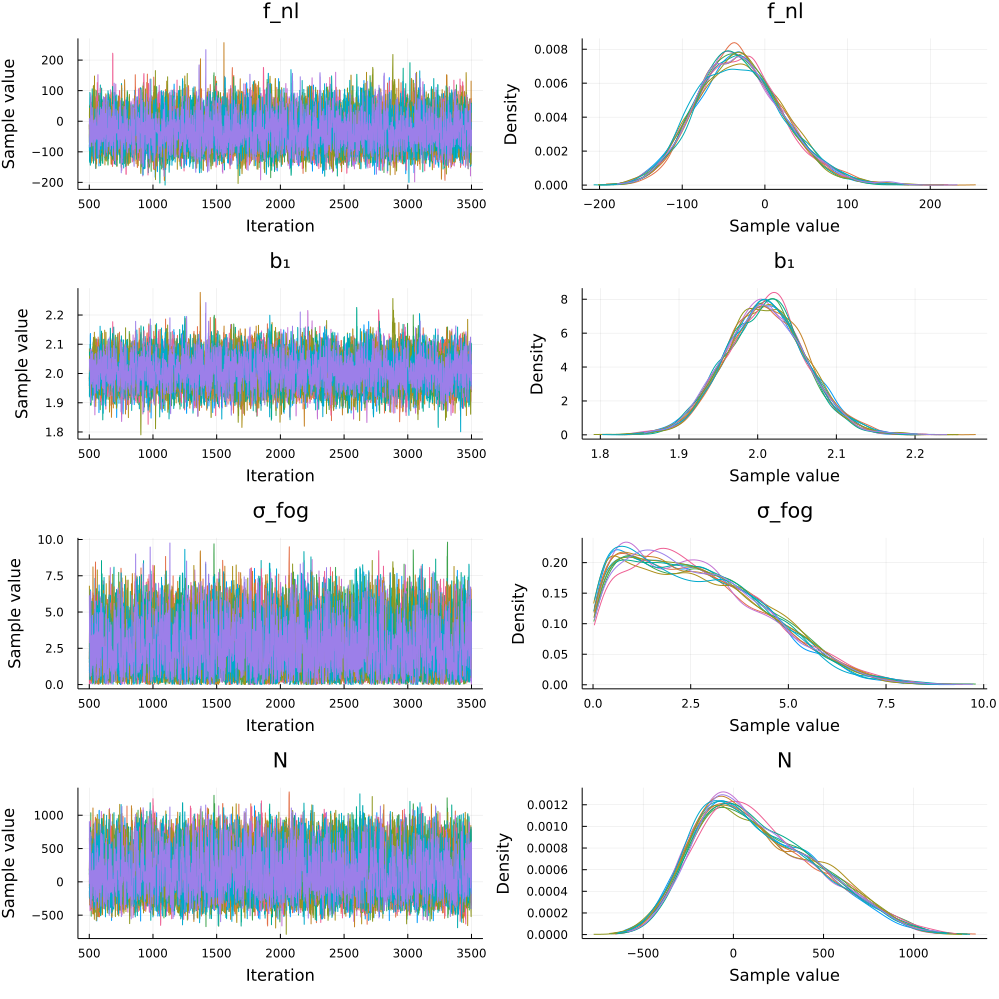 f_nl f_nl
Sample value
200
100
0
−100
−200
500 1000 1500 2000 2500 3000 3500
Iteration
Density
0.008
0.006
0.004
0.002
0.000
−200 −100 0 100 200
Sample value
b₁ b₁
Sample value
2.2
2.1
2.0
1.9
1.8
500 1000 1500 2000 2500 3000 3500
Iteration
Density
8
6
4
2
0
1.8 1.9 2.0 2.1 2.2
Sample value
σ_fog σ_fog
Sample value
10.0
7.5
5.0
2.5
0.0
500 1000 1500 2000 2500 3000 3500
Iteration
Density
0.20
0.15
0.10
0.05
0.00
0.0 2.5 5.0 7.5 10.0
Sample value
N N
Sample value
1000
500
0
−500
500 1000 1500 2000 2500 3000 3500
Iteration
Density
0.0012
0.0010
0.0008
0.0006
0.0004
0.0002
0.0000
−500 0 500 1000
Sample value